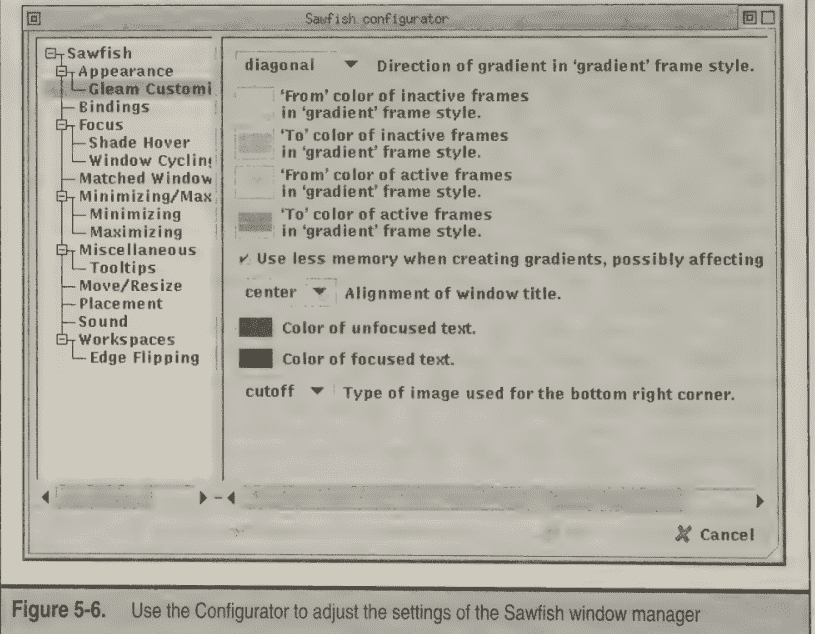 Sawfish configurator
Sawfish
Appearance
Gleam Customi
Bindings
Focus
Shade Hover
Window Cycling
Matched Window
Minimizing/Max
Minimizing
Maximizing
Miscellaneous
Tooltips
Move/Resize
Placement
Sound
Workspaces
Edge Flipping
diagonal Direction of gradient in ‘gradient’ frame style.
‘From’ color of inactive frames
in ‘gradient’ frame style.
‘To’ color of inactive frames
in ‘gradient’ frame style.
‘From’ color of active frames
in ‘gradient’ frame style.
‘To’ color of active frames
in ‘gradient’ frame style.
Use less memory when creating gradients, possibly affecting
center Alignment of window title.
Color of unfocused text.
Color of focused text.
cutoff Type of image used for the bottom right corner.
Cancel
Figure 5-6. Use the Configurator to adjust the settings of the Sawfish window manager